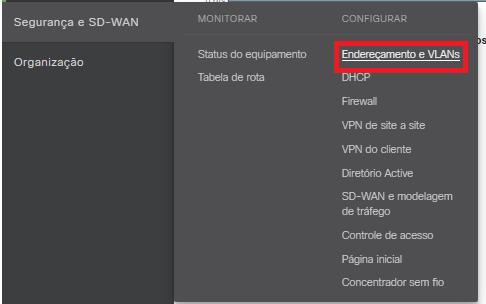 Segurança e SD-WAN
Organização
MONITORAR
Status do equipamento
Tabela de rota
CONFIGURAR
Endereçamento e VLANs
DHCP
Firewall
VPN de site a site
VPN do cliente
Diretório Active
SD-WAN e modelagem
de tráfego
Controle de acesso
Página inicial
Concentrador sem fio